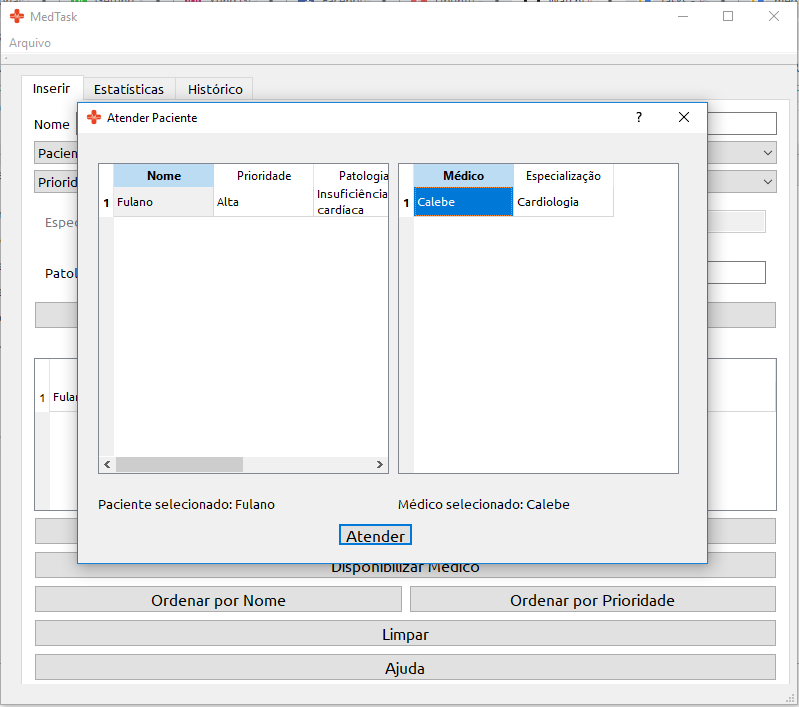 MedTask
Arquivo
Inserir Estatísticas Histórico
Nome
Atender Paciente ?
Pacien
Priorid
Nome Prioridade Patologia
1 Fulano Alta Insuficiência
cardíaca
Médico Especialização
1 Calebe Cardiologia
Espec
Patol
1 Fular
Paciente selecionado: Fulano
Médico selecionado: Calebe
Atender
Disponibilizar Médico
Ordenar por Nome Ordenar por Prioridade
Limpar
Ajuda